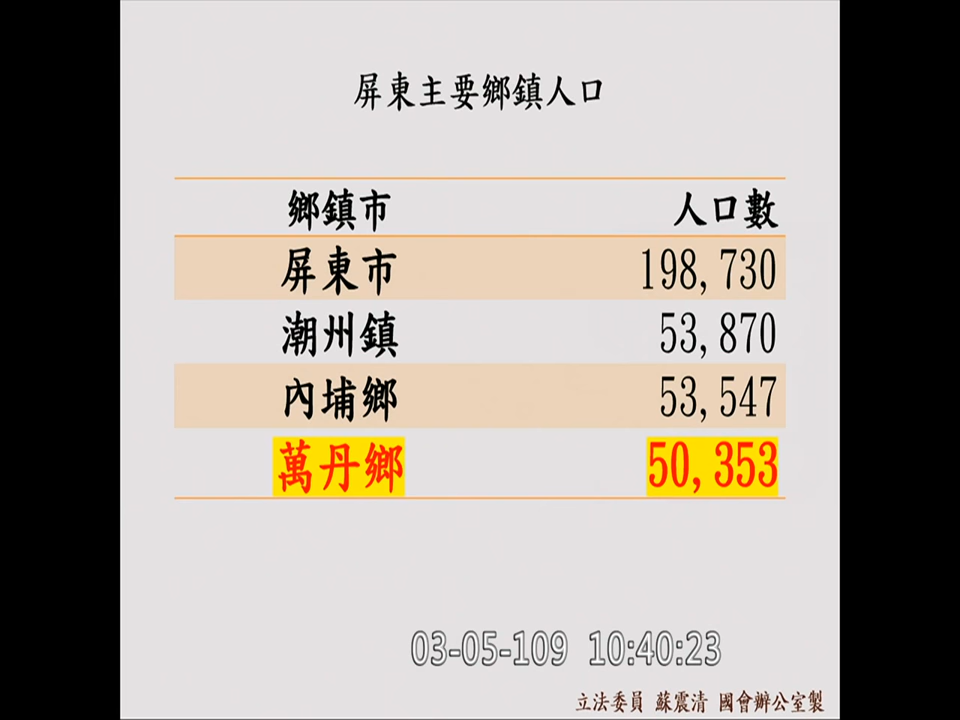 屏東主要鄉鎮人口
鄉鎮市 人口數
屏東市 198,730
潮州鎮 53,870
內埔鄉 53,547
萬丹鄉 50,353
03-05-109 10:40:23
立法委員 蘇震清 國會辦公室製